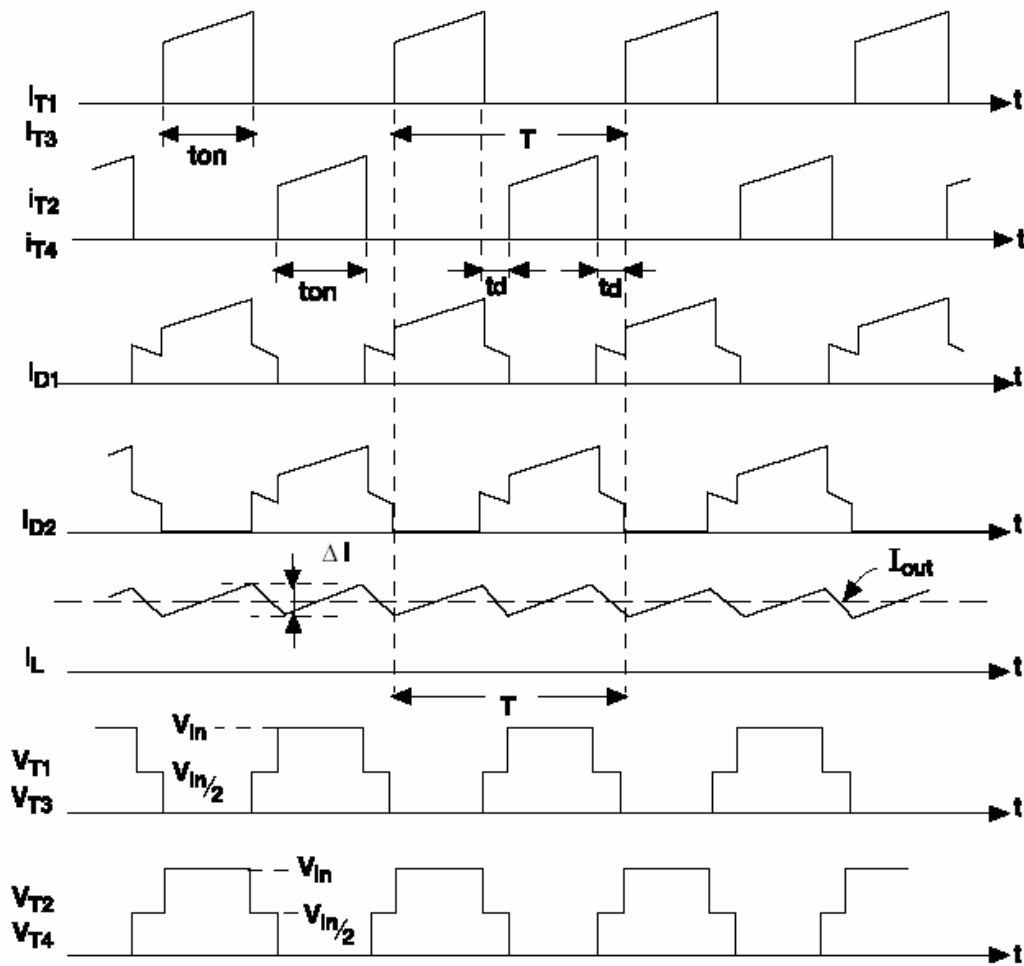 IT1
t
IT3
ton
T
iT2
iT4
t
ton
td
td
ID1
t
ID2
t
ΔI
Iout
IL
t
T
Vin
VT1
Vin/2
VT3
t
Vin
VT2
Vin/2
VT4
t